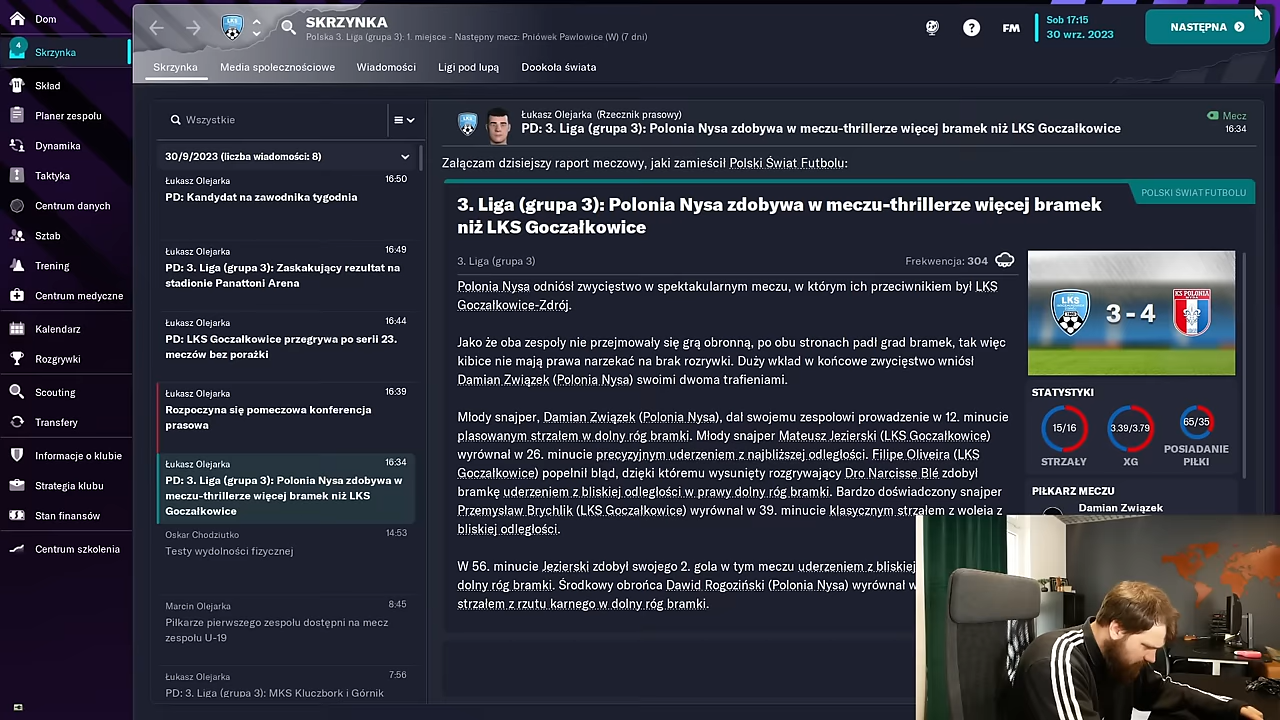 Dom
4
Skrzynka
Skład
Planer zespołu
Dynamika
Taktyka
Centrum danych
Sztab
Trening
Centrum medyczne
Kalendarz
Rozgrywki
Scouting
Transfery
Informacje o klubie
Strategia klubu
Stan finansów
Centrum szkolenia
SKRZYNKA
Polska 3. Liga (grupa 3): 1. miejsce - Następny mecz: Pniówek Pawłowice (W) (7 dni)
FM
Sob 17:15
30 wrz. 2023
NASTĘPNA
Skrzynka
Media społecznościowe
Wiadomości
Ligi pod lupą
Dookoła świata
Wszystkie
30/9/2023 (liczba wiadomości: 8)
Łukasz Olejarka 16:50
PD: Kandydat na zawodnika tygodnia
Łukasz Olejarka 16:49
PD: 3. Liga (grupa 3): Zaskakujący rezultat na
stadionie Panattoni Arena
Łukasz Olejarka 16:44
PD: LKS Goczałkowice przegrywa po serii 23.
meczów bez porażki
Łukasz Olejarka 16:39
Rozpoczyna się pomeczowa konferencja
prasowa
Łukasz Olejarka 16:34
PD: 3. Liga (grupa 3): Polonia Nysa zdobywa w
meczu-thrillerze więcej bramek niż LKS
Goczałkowice
Oskar Chodziutko 14:53
Testy wydolności fizycznej
Marcin Olejarka 8:45
Piłkarze pierwszego zespołu dostępni na mecz
zespołu U-19
Łukasz Olejarka 7:56
PD: 3. Liga (grupa 3): MKS Kluczbork i Górnik
Łukasz Olejarka (Rzecznik prasowy)
PD: 3. Liga (grupa 3): Polonia Nysa zdobywa w meczu-thrillerze więcej bramek niż LKS Goczałkowice
Mecz
16:34
Załączam dzisiejszy raport meczowy, jaki zamieścił Polski Świat Futbolu:
POLSKI ŚWIAT FUTBOLU
3. Liga (grupa 3): Polonia Nysa zdobywa w meczu-thrillerze więcej bramek
niż LKS Goczałkowice
3. Liga (grupa 3) Frekwencja: 304
Polonia Nysa odniósł zwycięstwo w spektakularnym meczu, w którym ich przeciwnikiem był LKS
Goczałkowice-Zdrój.
Jako że oba zespoły nie przejmowały się grą obronną, po obu stronach padł grad bramek, tak więc
kibice nie mają prawa narzekać na brak rozrywki. Duży wkład w końcowe zwycięstwo wniósł
Damian Związek (Polonia Nysa) swoimi dwoma trafieniami.
Młody snajper, Damian Związek (Polonia Nysa), dał swojemu zespołowi prowadzenie w 12. minucie
plasowanym strzałem w dolny róg bramki. Młody snajper Mateusz Jezierski (LKS Goczałkowice)
wyrównał w 26. minucie precyzyjnym uderzeniem z najbliższej odległości. Filipe Oliveira (LKS
Goczałkowice) popełnił błąd, dzięki któremu wysunięty rozgrywający Dro Narcisse Blé zdobył
bramkę uderzeniem z bliskiej odległości w prawy dolny róg bramki. Bardzo doświadczony snajper
Przemysław Brychlik (LKS Goczałkowice) wyrównał w 39. minucie klasycznym strzałem z woleja z
bliskiej odległości.
W 56. minucie Jezierski zdobył swojego 2. gola w tym meczu uderzeniem z bliskiej
dolny róg bramki. Środkowy obrońca Dawid Rogoziński (Polonia Nysa) wyrównał w
strzałem z rzutu karnego w dolny róg bramki.
LKS
3 - 4
KS POLONIA
STATYSTYKI
15/16
STRZAŁY
3.39/3.79
XG
65/35
POSIADANIE
PIŁKI
PIŁKARZ MECZU
Damian Związek